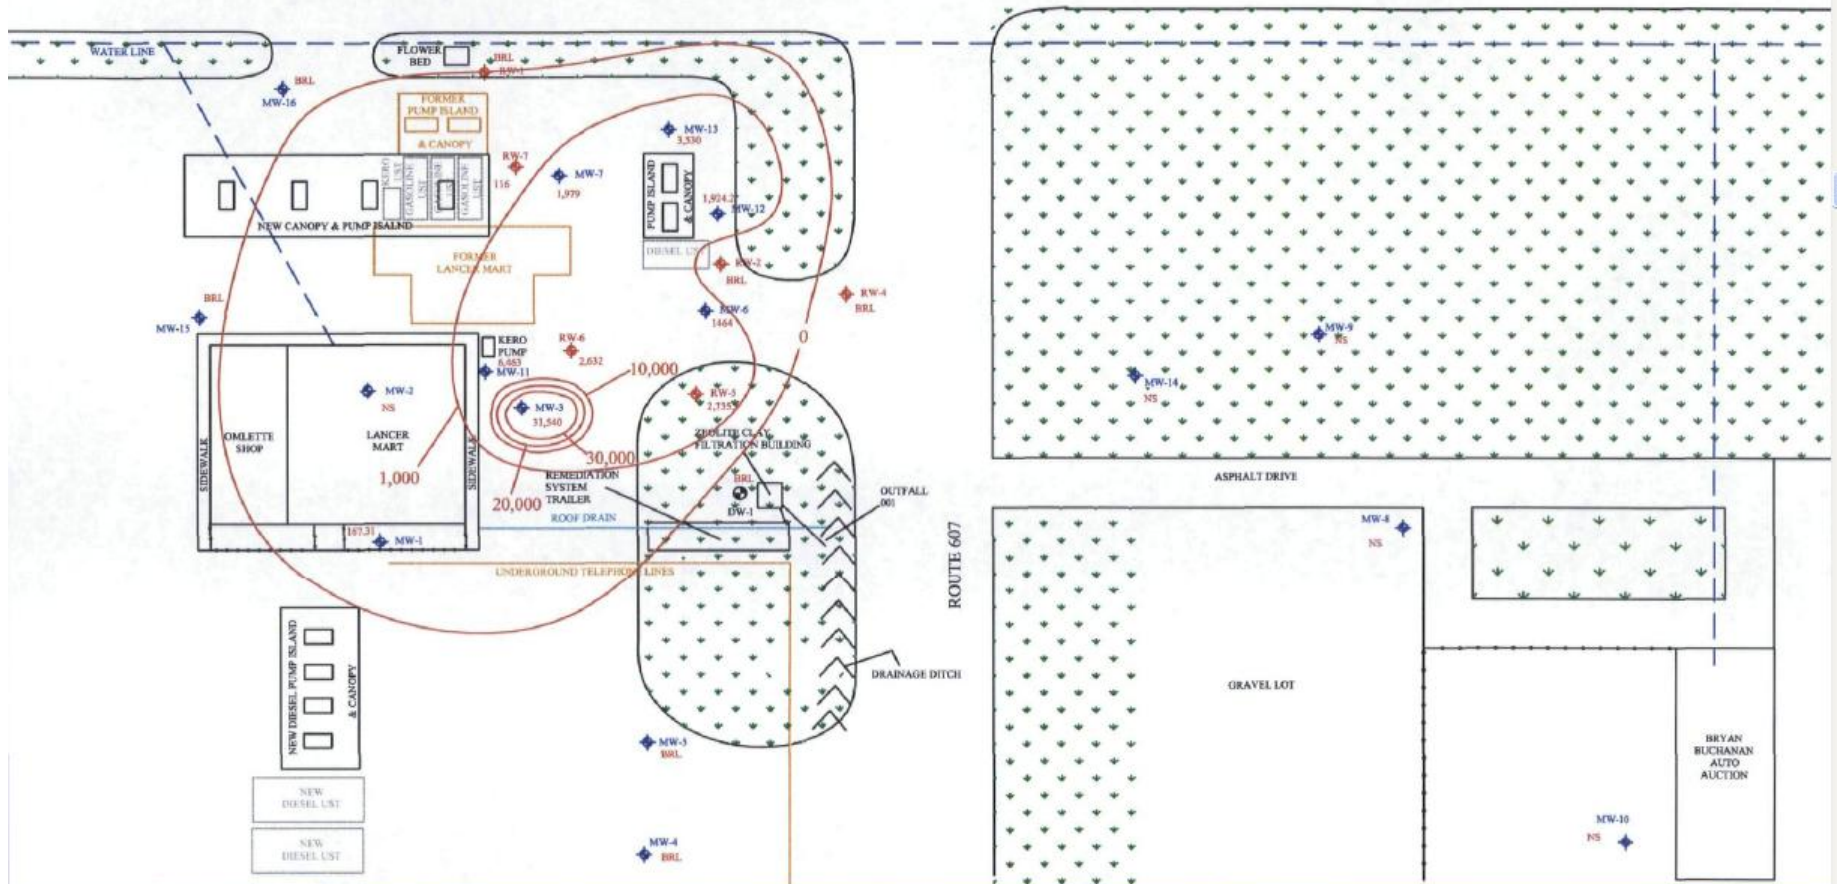 WATER LINE
BRL
MW-16
FLOWER
BED
BRL
RW-1
FORMER
PUMP ISLAND
& CANOPY
KERO
UST
GASOLINE
UST
GASOLINE
UST
NEW CANOPY & PUMP ISALND
RW-7
116
MW-7
1,979
MW-13
3,530
PUMP ISLAND
& CANOPY
1,924.2
MW-12
DIESEL UST
RW-2
BRL
FORMER
LANCER MART
RW-4
BRL
BRL
MW-15
MW-6
1464
0
KERO
PUMP
6,463
MW-11
RW-6
2,632
10,000
MW-2
NS
MW-3
31,540
RW-5
2,735
OMLETTE
SHOP
LANCER
MART
SIDEWALK
SIDEWALK
1,000
20,000
30,000
ZEOLITE CLAY
FILTRATION BUILDING
REMEDIATION
SYSTEM
TRAILER
BRL
DW-1
OUTFALL
001
ROOF DRAIN
167.31
MW-1
UNDERGROUND TELEPHONE LINES
NEW DIESEL PUMP ISLAND
& CANOPY
DRAINAGE DITCH
NEW
DIESEL UST
NEW
DIESEL UST
MW-5
BRL
MW-4
BRL
ROUTE 607
MW-9
NS
MW-14
NS
ASPHALT DRIVE
MW-8
NS
GRAVEL LOT
BRYAN
BUCHANAN
AUTO
AUCTION
MW-10
NS